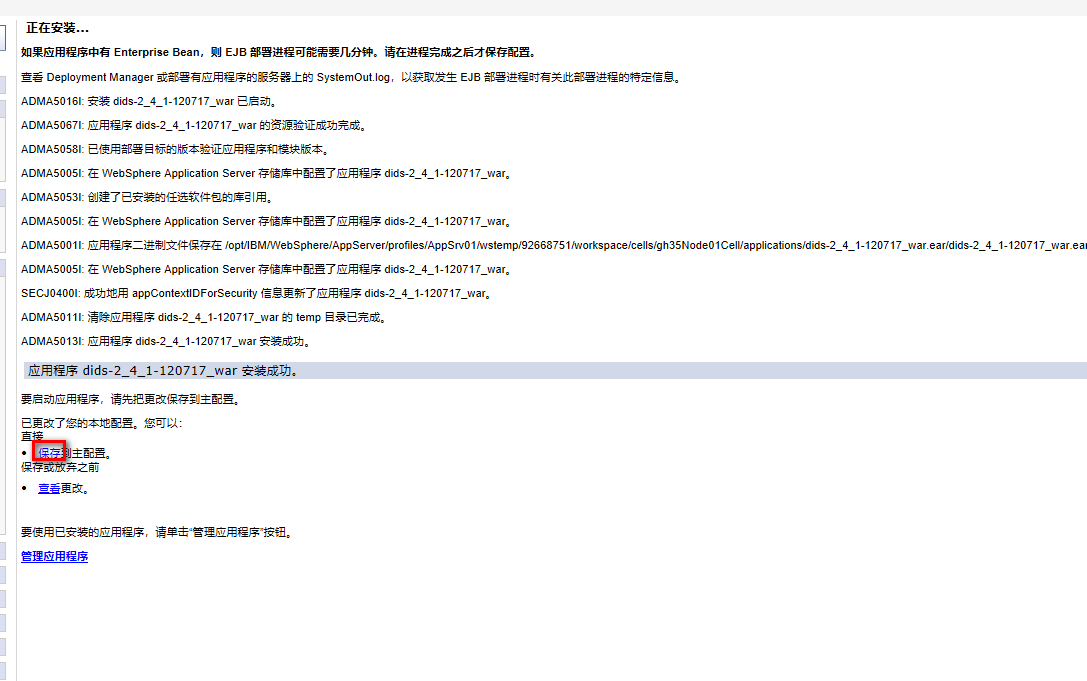 正在安装...
如果应用程序中有 Enterprise Bean，则 EJB 部署进程可能需要几分钟。请在进程完成之后才保存配置。
查看 Deployment Manager 或部署有应用程序的服务器上的 SystemOut.log，以获取发生 EJB 部署进程时有关此部署进程的特定信息。
ADMA5016I: 安装 dids-2_4_1-120717_war 已启动。
ADMA5067I: 应用程序 dids-2_4_1-120717_war 的资源验证成功完成。
ADMA5058I: 已使用部署目标的版本验证应用程序和模块版本。
ADMA5005I: 在 WebSphere Application Server 存储库中配置了应用程序 dids-2_4_1-120717_war。
ADMA5053I: 创建了已安装的任选软件包的库引用。
ADMA5005I: 在 WebSphere Application Server 存储库中配置了应用程序 dids-2_4_1-120717_war。
ADMA5001I: 应用程序二进制文件保存在 /opt/IBM/WebSphere/AppServer/profiles/AppSrv01/wstemp/92668751/workspace/cells/gh35Node01Cell/applications/dids-2_4_1-120717_war.ear/dids-2_4_1-120717_war.ear
ADMA5005I: 在 WebSphere Application Server 存储库中配置了应用程序 dids-2_4_1-120717_war。
SECJ0400I: 成功地用 appContextIDForSecurity 信息更新了应用程序 dids-2_4_1-120717_war。
ADMA5011I: 清除应用程序 dids-2_4_1-120717_war 的 temp 目录已完成。
ADMA5013I: 应用程序 dids-2_4_1-120717_war 安装成功。
应用程序 dids-2_4_1-120717_war 安装成功。
要启动应用程序，请先把更改保存到主配置。
已更改了您的本地配置。您可以：
直接
• 保存到主配置。
保存或放弃之前
• 查看更改。
要使用已安装的应用程序，请单击“管理应用程序”按钮。
管理应用程序